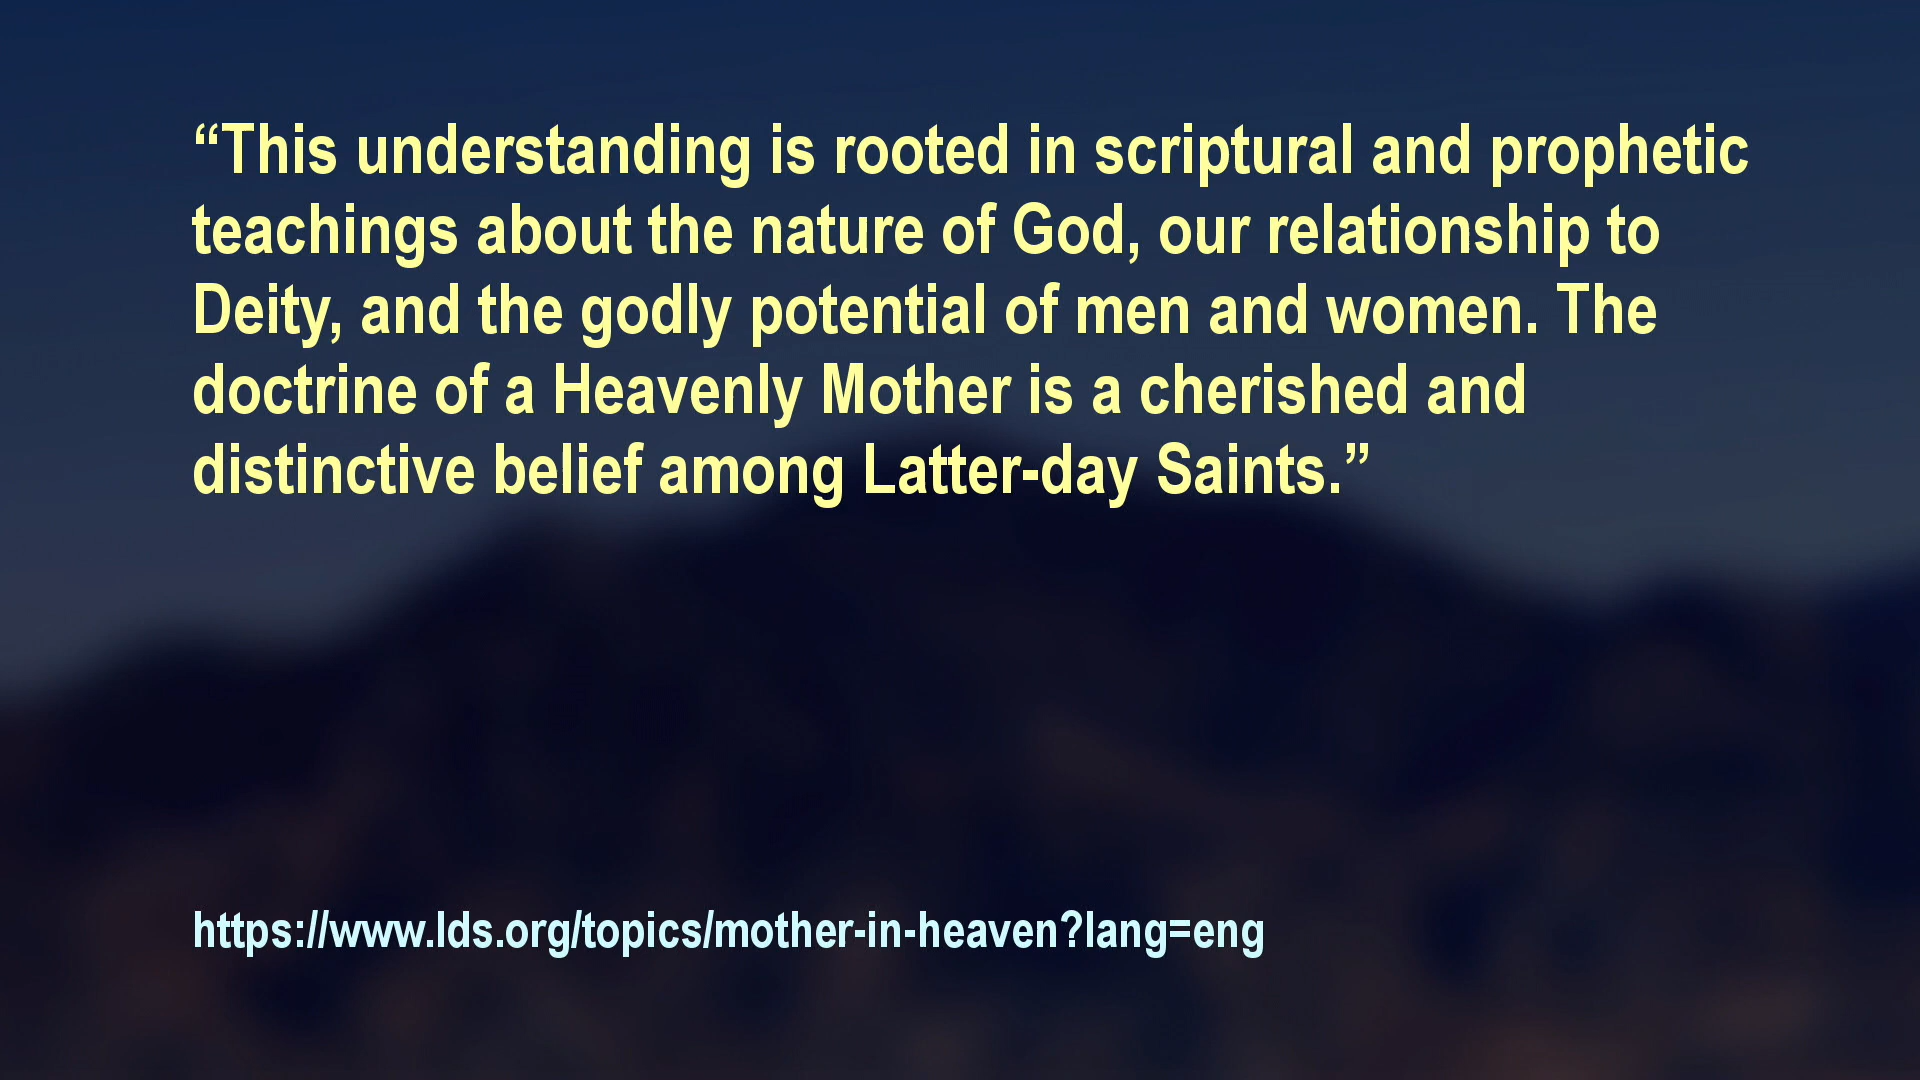 “This understanding is rooted in scriptural and prophetic
teachings about the nature of God, our relationship to
Deity, and the godly potential of men and women. The
doctrine of a Heavenly Mother is a cherished and
distinctive belief among Latter-day Saints.”
https://www.lds.org/topics/mother-in-heaven?lang=eng